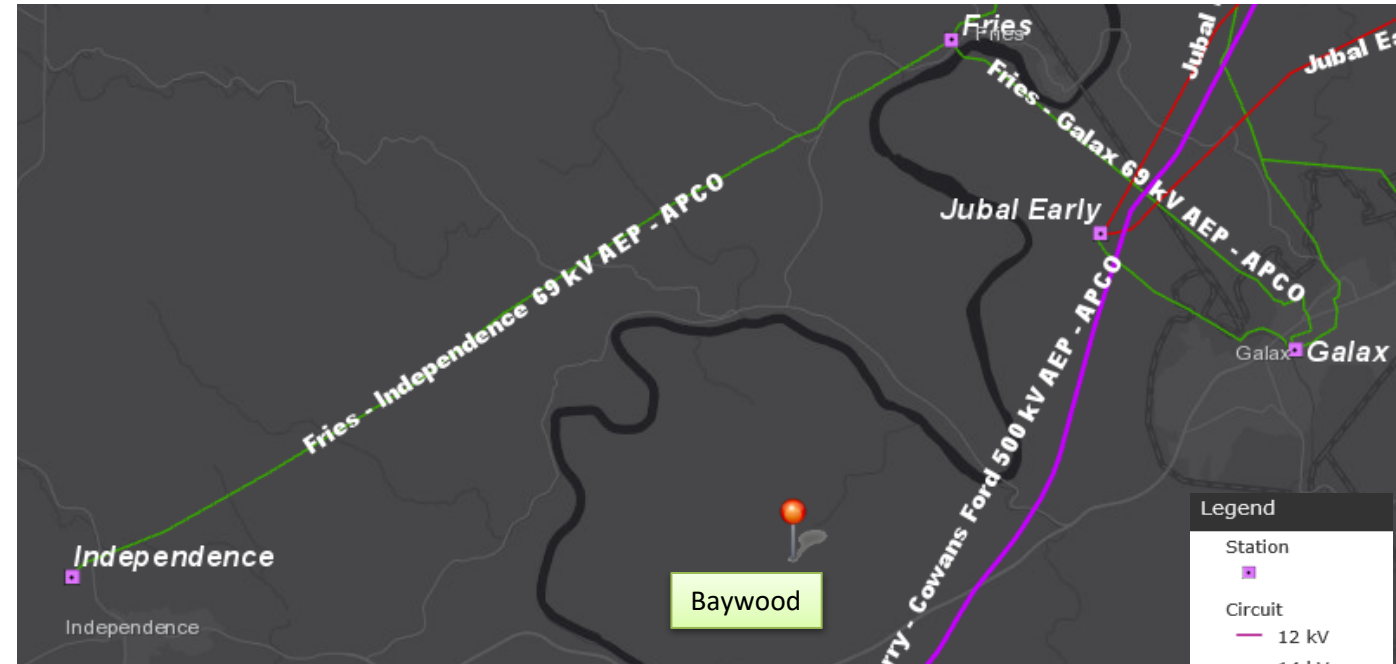 Fries
Fries
Jubal
Jubal
Fries - Galax 69 kV AEP - APCO
Jubal Early
Fries - Independence 69 kV AEP - APCO
Cowans Ford 500 kV AEP - APCO
Galax
Galax
Independence
Independence
Baywood
Legend
Station
Circuit
12 kV